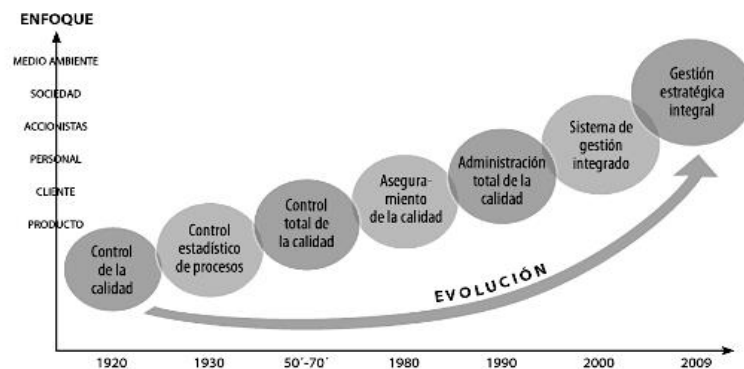 ENFOQUE
MEDIO AMBIENTE
SOCIEDAD
ACCIONISTAS
PERSONAL
CLIENTE
PRODUCTO
Control
de la
calidad
Control
estadístico
de procesos
Control
total de
la calidad
Asegura-
miento
de la calidad
Administración
total de la
calidad
Sistema de
gestión
integrado
Gestión
estratégica
integral
EVOLUCIÓN
1920
1930
50´-70´
1980
1990
2000
2009